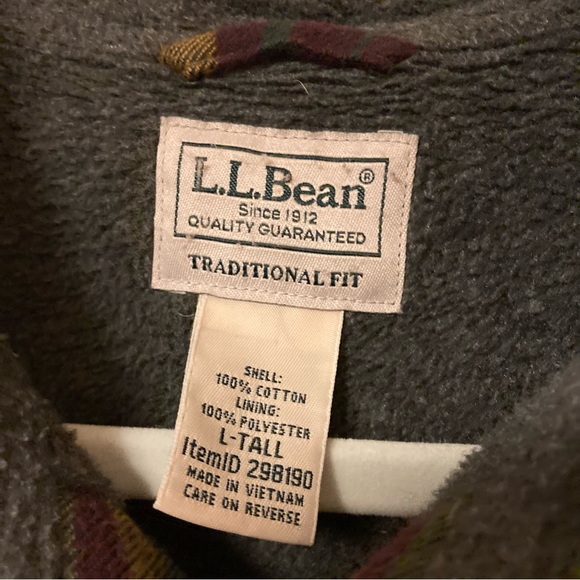 L.L.Bean®
Since 1912
QUALITY GUARANTEED
TRADITIONAL FIT
SHELL:
100% COTTON
LINING:
100% POLYESTER
L-TALL
ItemID 298190
MADE IN VIETNAM
CARE ON REVERSE